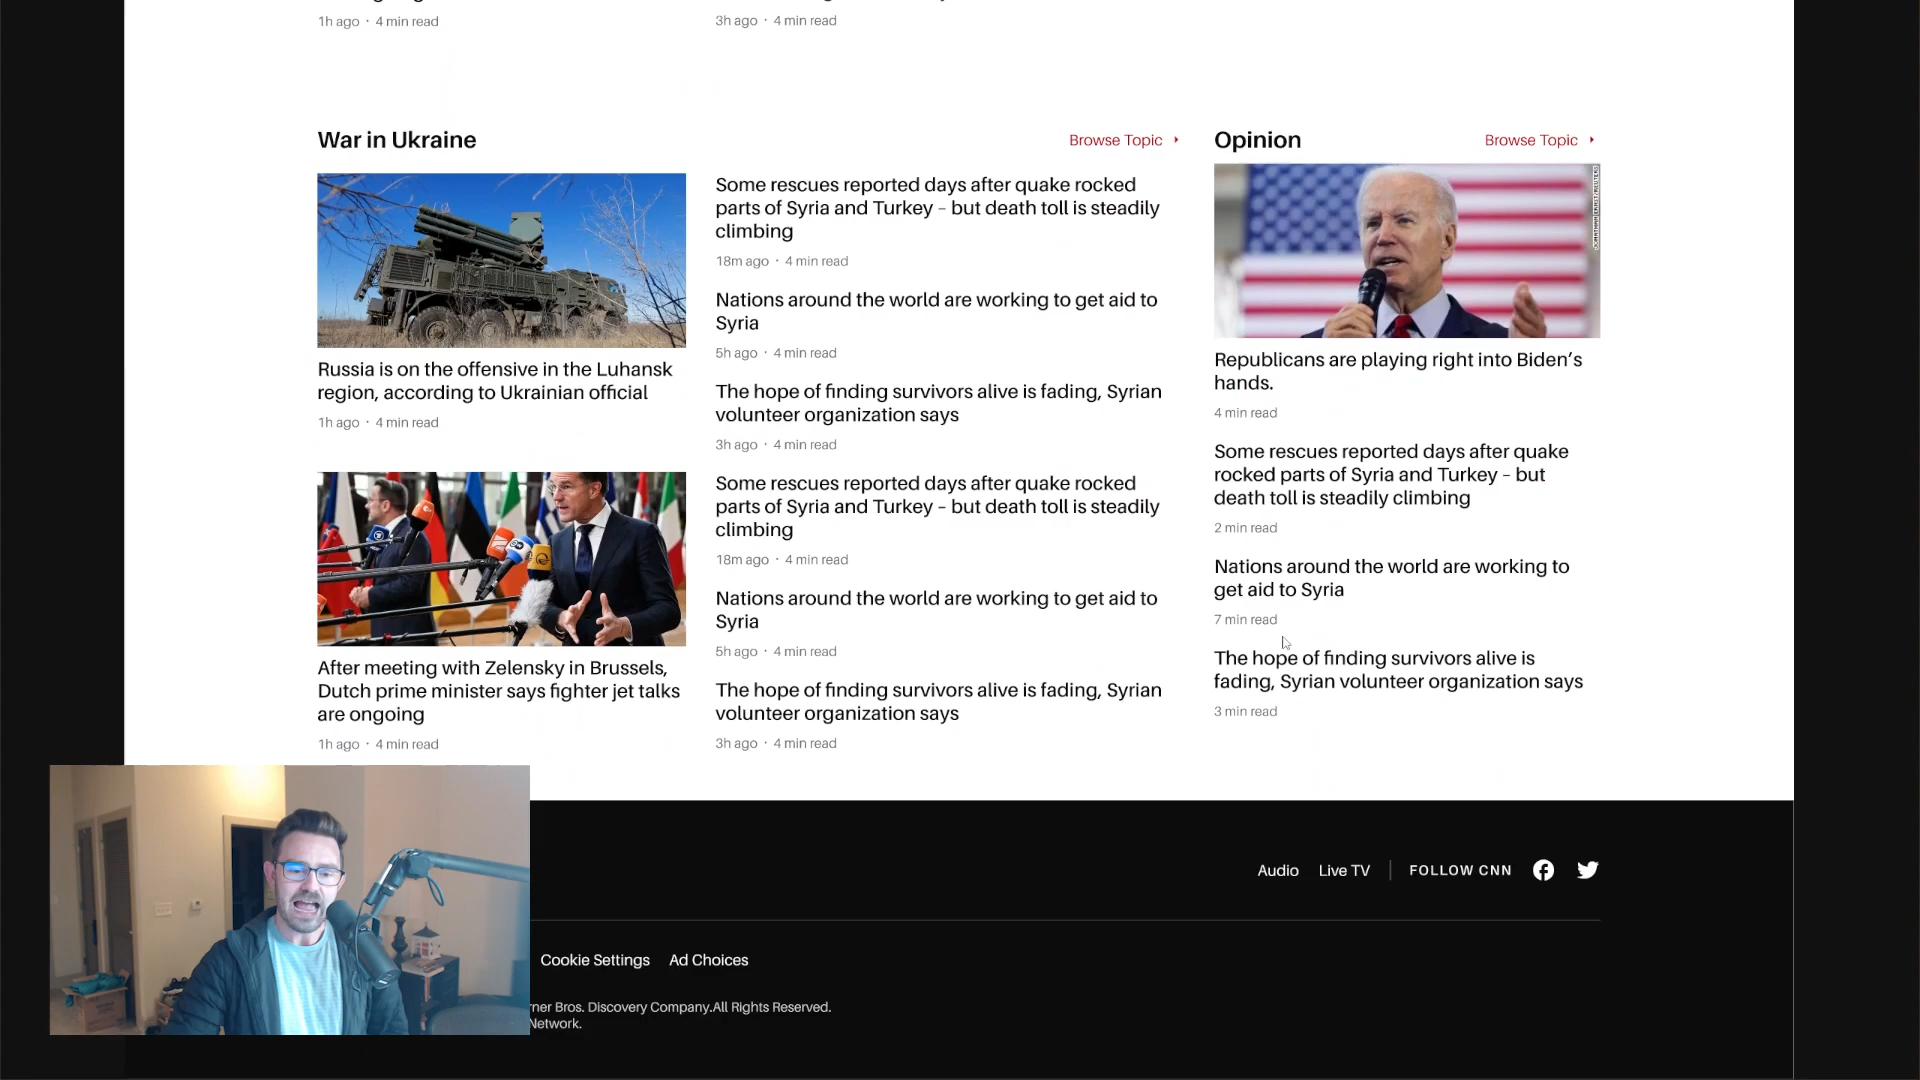 1h ago · 4 min read
3h ago · 4 min read
War in Ukraine
Browse Topic
Opinion
Browse Topic
Russia is on the offensive in the Luhansk
region, according to Ukrainian official
1h ago · 4 min read
After meeting with Zelensky in Brussels,
Dutch prime minister says fighter jet talks
are ongoing
1h ago · 4 min read
Some rescues reported days after quake rocked
parts of Syria and Turkey – but death toll is steadily
climbing
18m ago · 4 min read
Nations around the world are working to get aid to
Syria
5h ago · 4 min read
The hope of finding survivors alive is fading, Syrian
volunteer organization says
3h ago · 4 min read
Some rescues reported days after quake rocked
parts of Syria and Turkey – but death toll is steadily
climbing
18m ago · 4 min read
Nations around the world are working to get aid to
Syria
5h ago · 4 min read
The hope of finding survivors alive is fading, Syrian
volunteer organization says
3h ago · 4 min read
Republicans are playing right into Biden’s
hands.
4 min read
Some rescues reported days after quake
rocked parts of Syria and Turkey – but
death toll is steadily climbing
2 min read
Nations around the world are working to
get aid to Syria
7 min read
The hope of finding survivors alive is
fading, Syrian volunteer organization says
3 min read
Audio Live TV FOLLOW CNN
Cookie Settings Ad Choices
rner Bros. Discovery Company.All Rights Reserved.
Network.